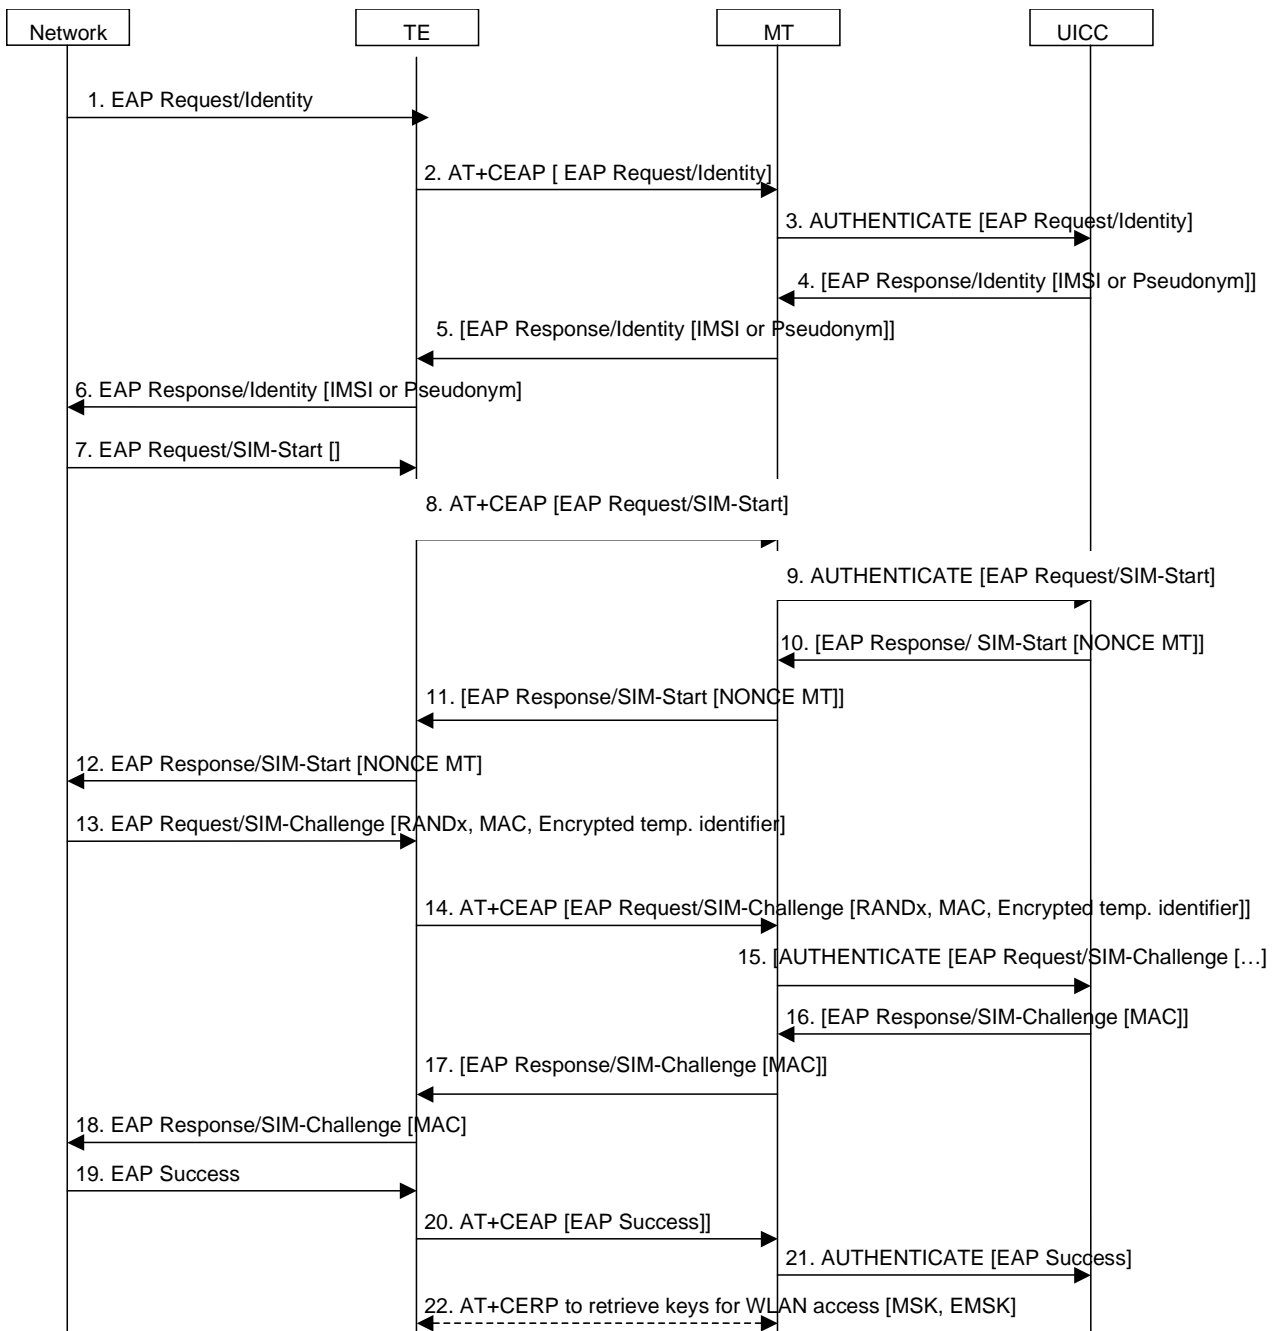 Network
TE
MT
UICC
1. EAP Request/Identity
2. AT+CEAP [ EAP Request/Identity]
3. AUTHENTICATE [EAP Request/Identity]
4. [EAP Response/Identity [IMSI or Pseudonym]]
5. [EAP Response/Identity [IMSI or Pseudonym]]
6. EAP Response/Identity [IMSI or Pseudonym]
7. EAP Request/SIM-Start []
8. AT+CEAP [EAP Request/SIM-Start]
9. AUTHENTICATE [EAP Request/SIM-Start]
10. [EAP Response/ SIM-Start [NONCE MT]]
11. [EAP Response/SIM-Start [NONCE MT]]
12. EAP Response/SIM-Start [NONCE MT]
13. EAP Request/SIM-Challenge [RANDx, MAC, Encrypted temp. identifier]
14. AT+CEAP [EAP Request/SIM-Challenge [RANDx, MAC, Encrypted temp. identifier]]
15. [AUTHENTICATE [EAP Request/SIM-Challenge […]
16. [EAP Response/SIM-Challenge [MAC]]
17. [EAP Response/SIM-Challenge [MAC]]
18. EAP Response/SIM-Challenge [MAC]
19. EAP Success
20. AT+CEAP [EAP Success]]
21. AUTHENTICATE [EAP Success]
22. AT+CERP to retrieve keys for WLAN access [MSK, EMSK]